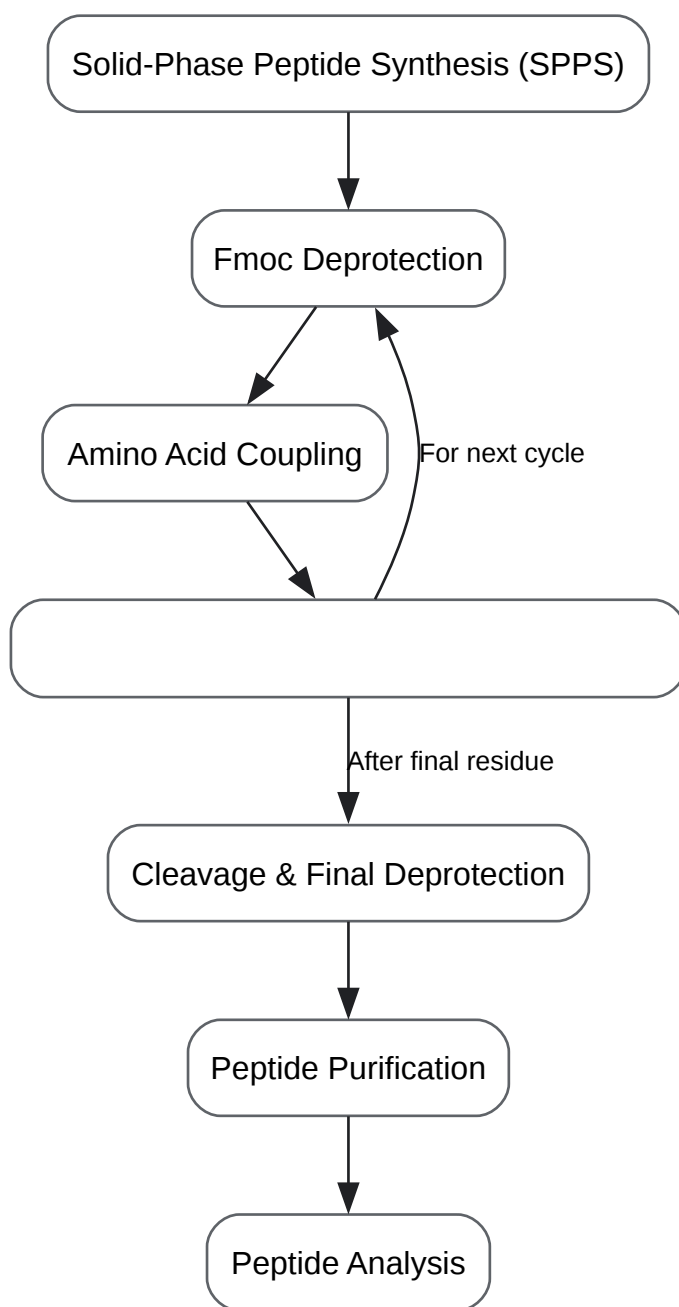 Solid-Phase Peptide Synthesis (SPPS)
Fmoc Deprotection
Amino Acid Coupling
For next cycle
After final residue
Cleavage & Final Deprotection
Peptide Purification
Peptide Analysis